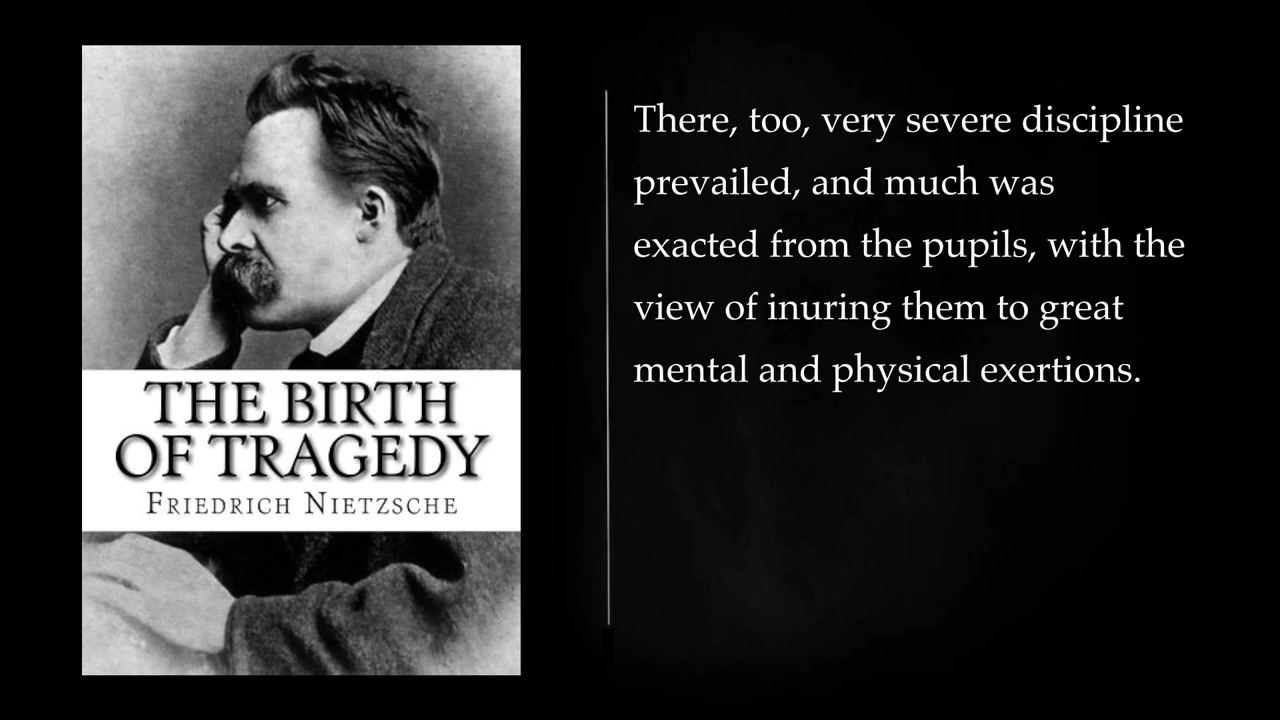 THE BIRTH
OF TRAGEDY
FRIEDRICH NIETZSCHE
There, too, very severe discipline
prevailed, and much was
exacted from the pupils, with the
view of inuring them to great
mental and physical exertions.